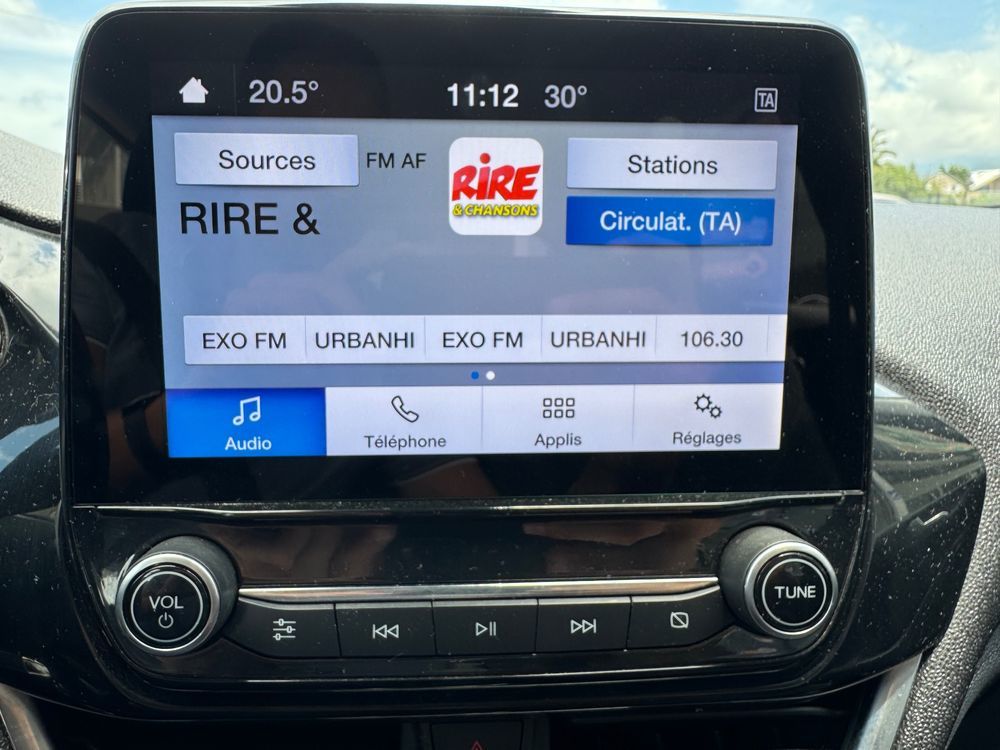 20.5° 11:12 30° TA
Sources FM AF RIRE Stations
& CHANSONS
RIRE & Circulat. (TA)
EXO FM URBANHI EXO FM URBANHI 106.30
Audio Téléphone Applis Réglages
VOL TUNE